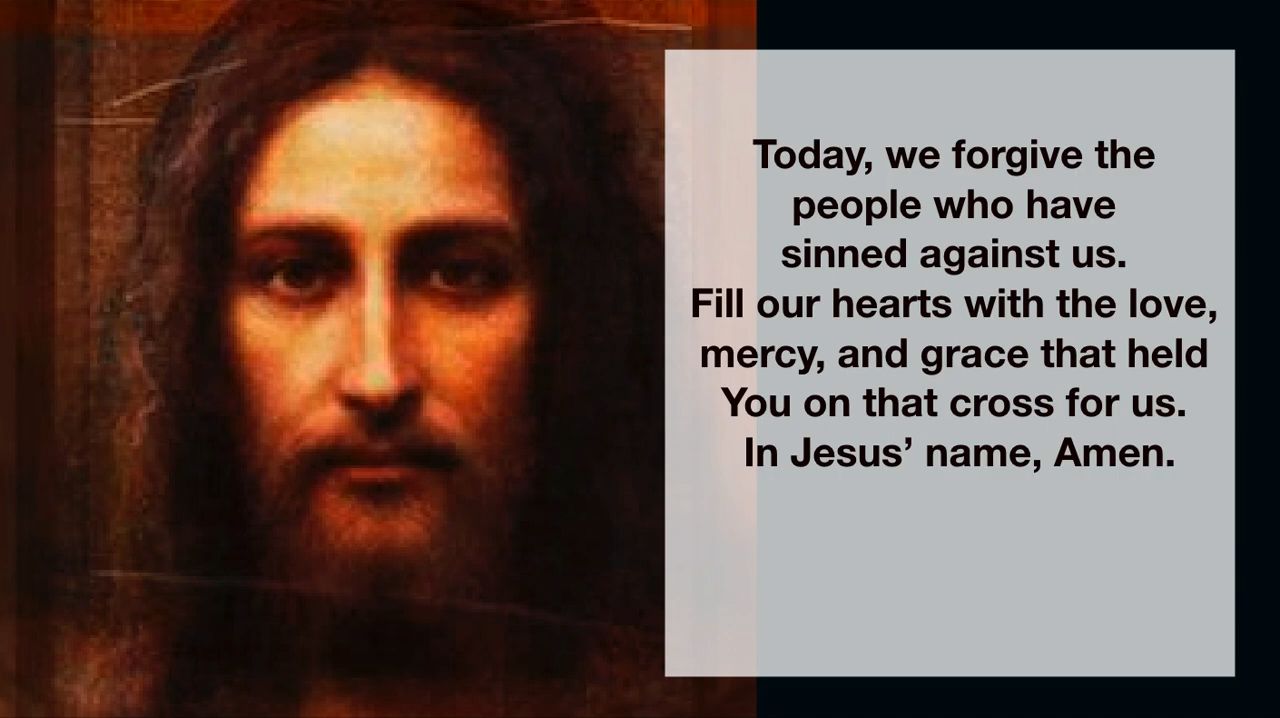 Today, we forgive the
people who have
sinned against us.
Fill our hearts with the love,
mercy, and grace that held
You on that cross for us.
In Jesus’ name, Amen.